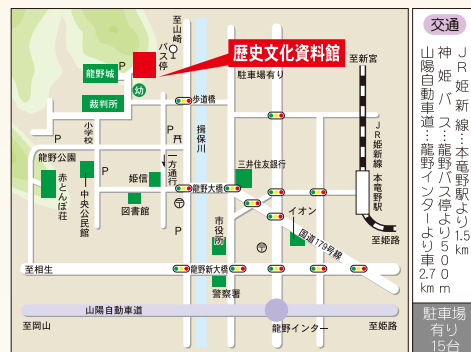 至山崎
バス停
P
龍野城
歴史文化資料館
駐車場有り
至新宮
幼
裁判所
歩道橋
小学校
P
P
揖保川
JR姫新線
龍野公園
P
一方通行
三井住友銀行
本竜野駅
赤とんぼ荘
中央公民館
姫信
龍野大橋
図書館
〒
イオン
P
市役所
〒
国道179号線
至姫路
至相生
龍野新大橋
警察署
山陽自動車道
至岡山
龍野インター
至姫路
交通
JR姫新線…本竜野駅より1.5km
神姫バス…龍野バス停より500m
山陽自動車道…龍野インターより車2.7km
駐車場
有り
15台